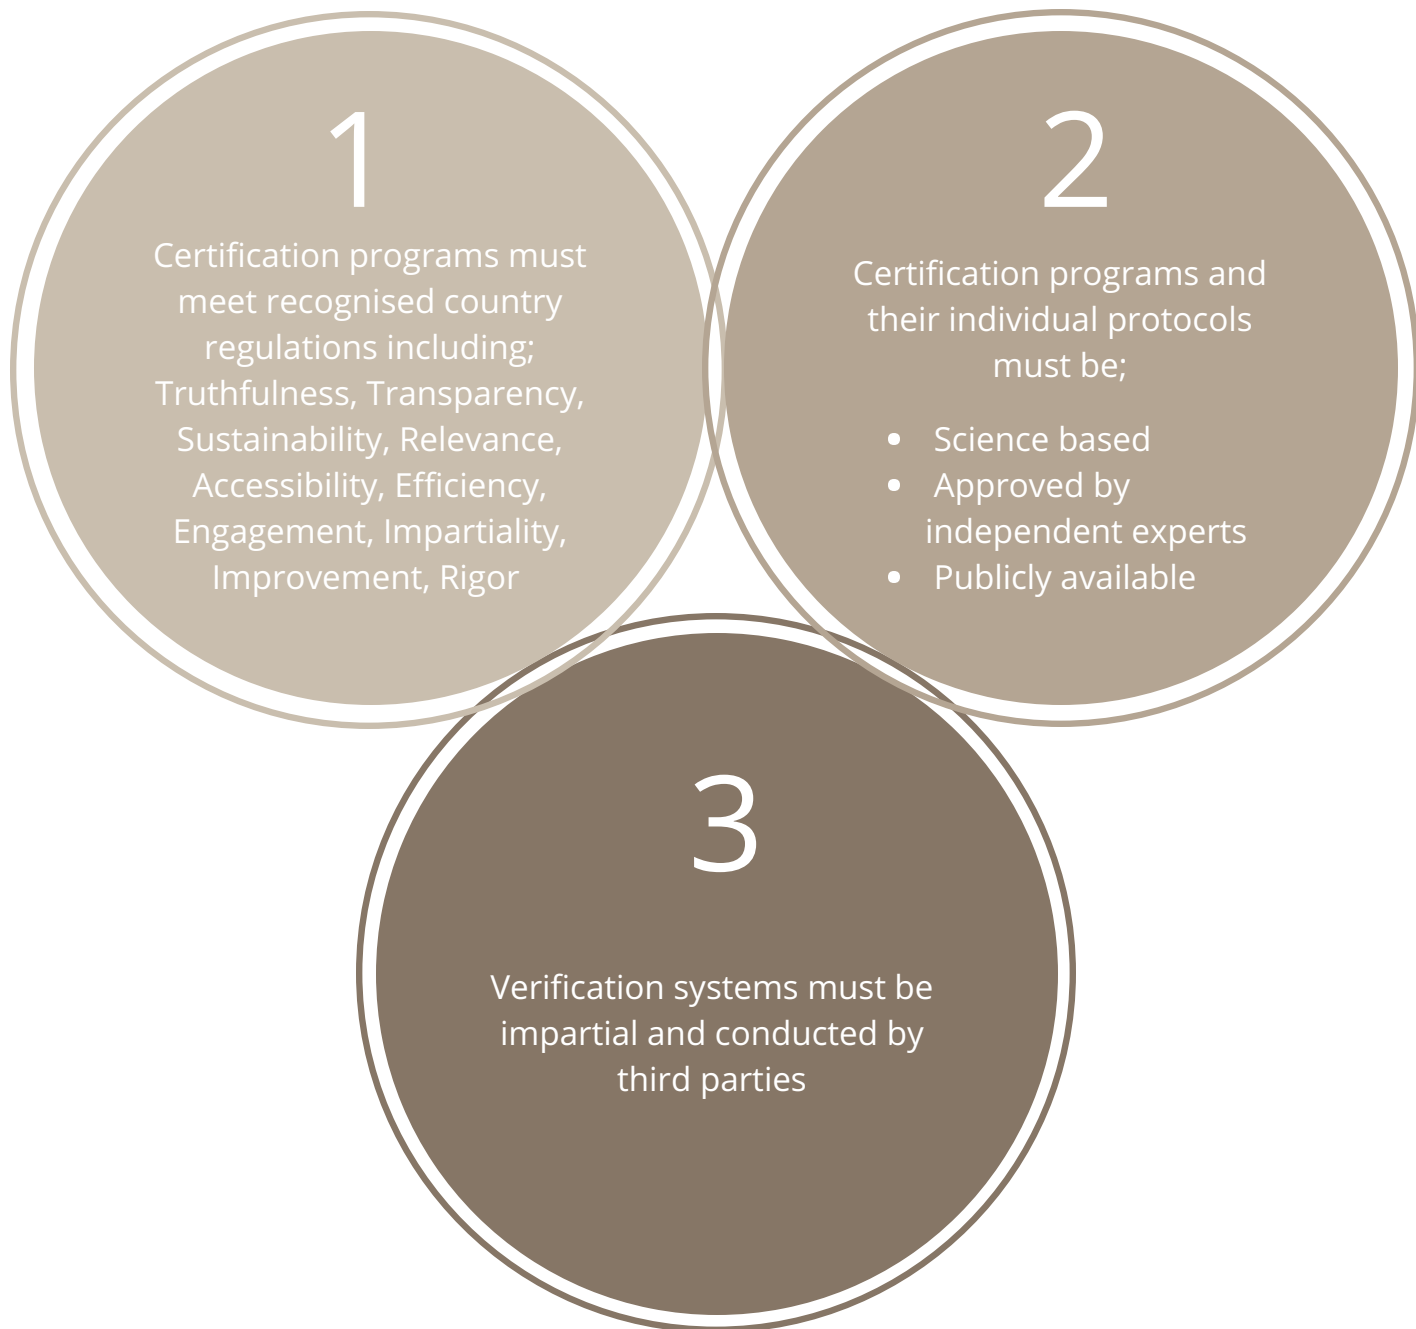 1
Certification programs must
meet recognised country
regulations including;
Truthfulness, Transparency,
Sustainability, Relevance,
Accessibility, Efficiency,
Engagement, Impartiality,
Improvement, Rigor
2
Certification programs and
their individual protocols
must be;
• Science based
• Approved by
independent experts
• Publicly available
3
Verification systems must be
impartial and conducted by
third parties